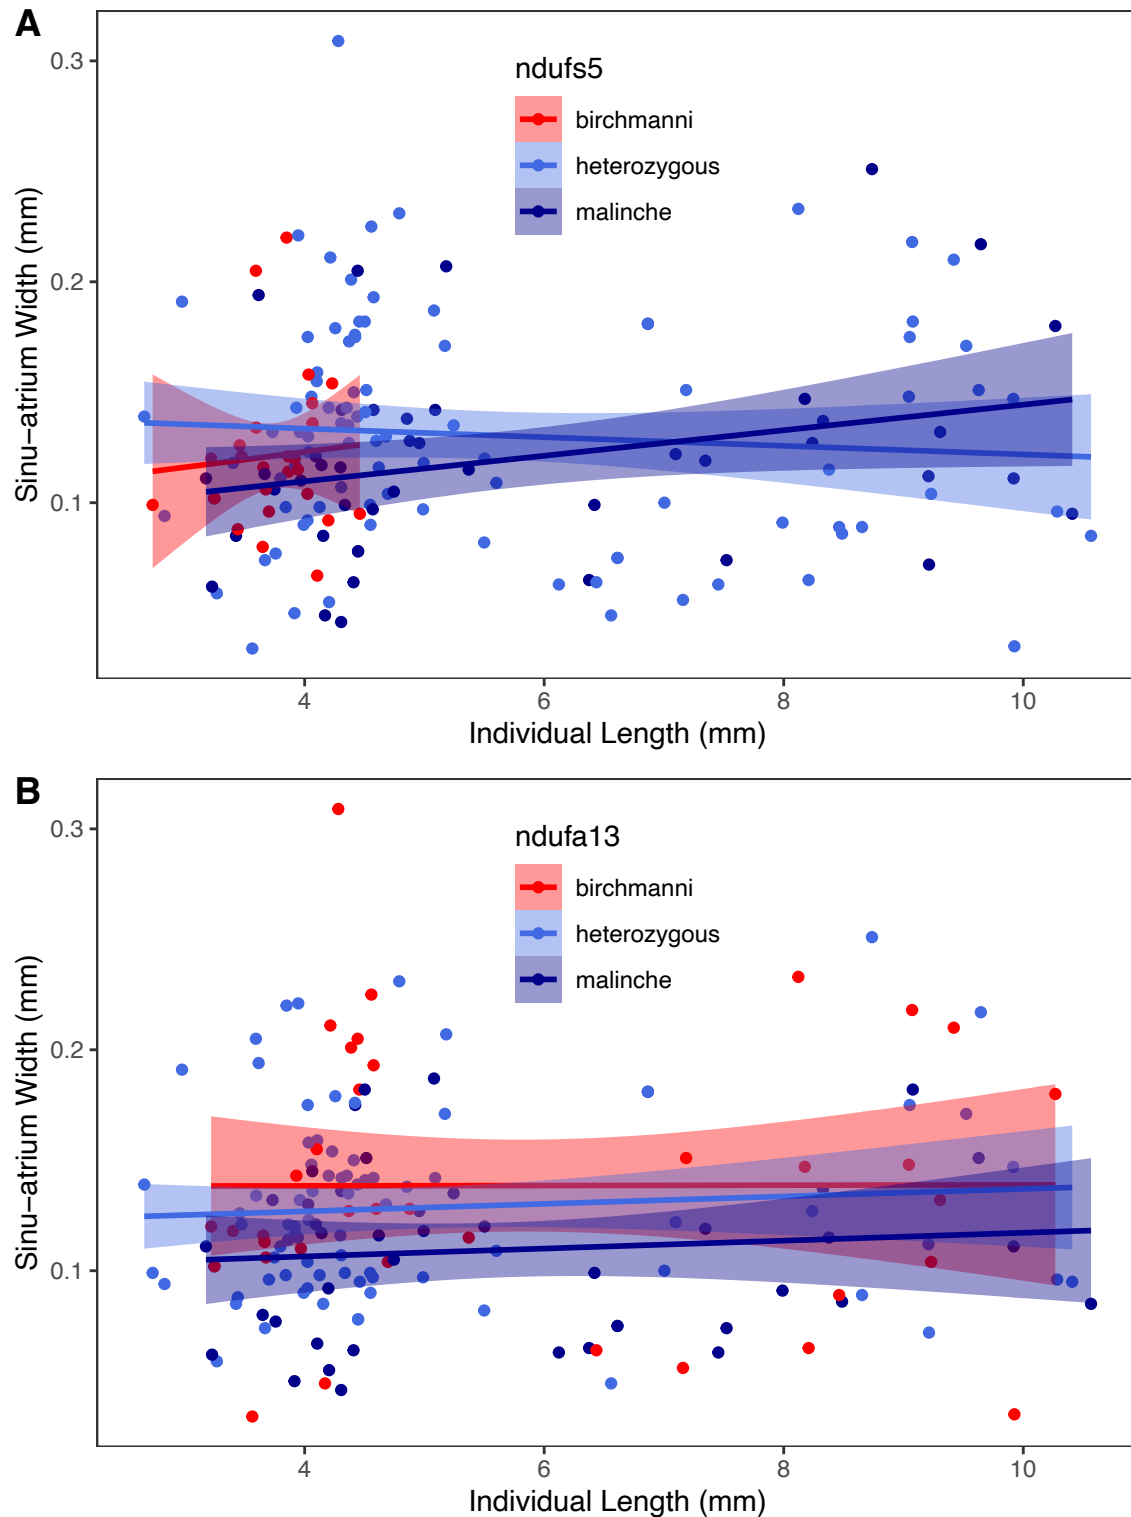 A
ndufs5
birchmanni
heterozygous
malinche
0.3
0.2
0.1
Sinu−atrium Width (mm)
4 6 8 10
Individual Length (mm)
B
ndufa13
birchmanni
heterozygous
malinche
0.3
0.2
0.1
Sinu−atrium Width (mm)
4 6 8 10
Individual Length (mm)